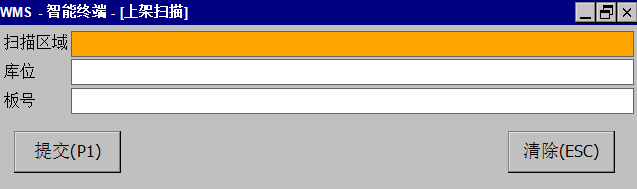 WMS - 智能终端 - [上架扫描]
扫描区域
库位
板号
提交(P1)
清除(ESC)